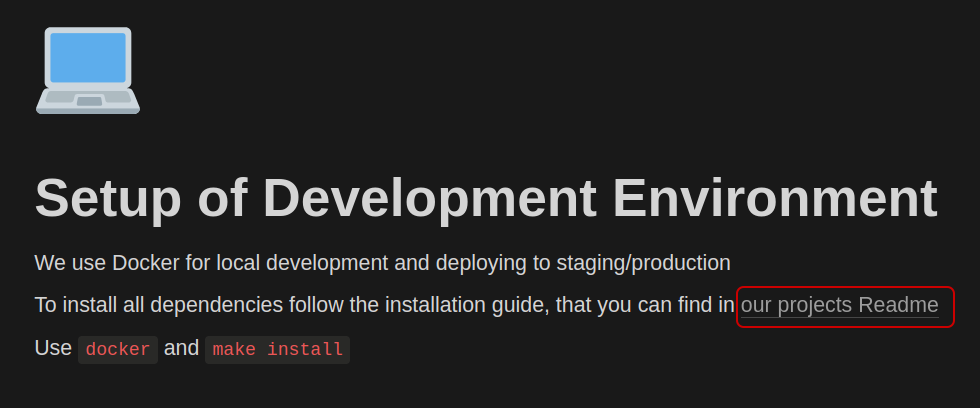 Setup of Development Environment
We use Docker for local development and deploying to staging/production
To install all dependencies follow the installation guide, that you can find in our projects Readme
Use docker and make install